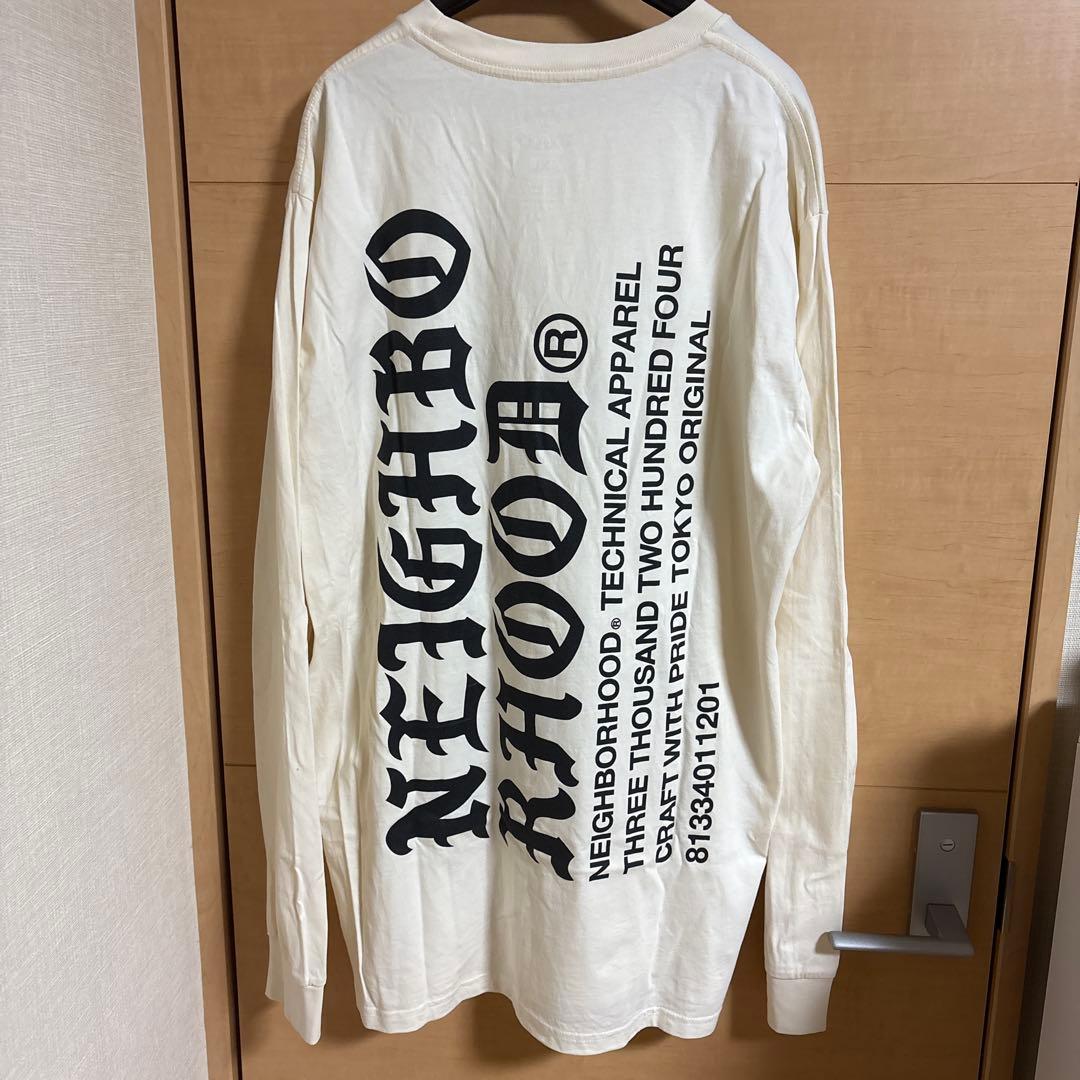 NEIGHBO
RHOOD®
NEIGHBORHOOD® TECHNICAL APPAREL
THREE THOUSAND TWO HUNDRED FOUR
CRAFT WITH PRIDE TOKYO ORIGINAL
81334011201